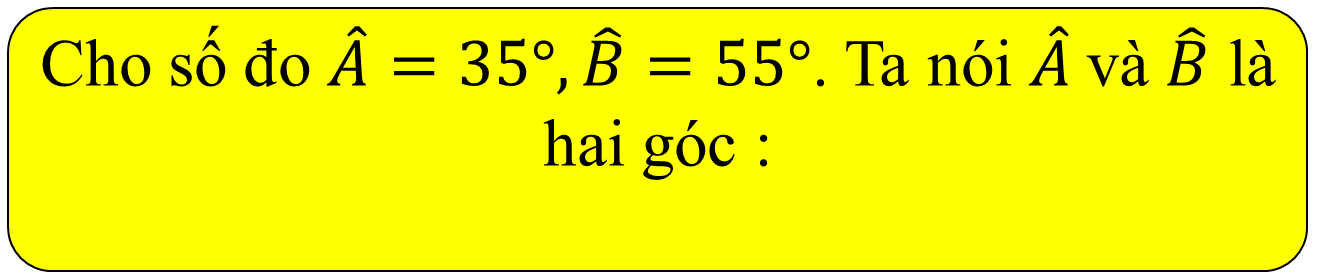 Cho số đo Â = 35°, B̂ = 55°. Ta nói Â và B̂ là
hai góc :